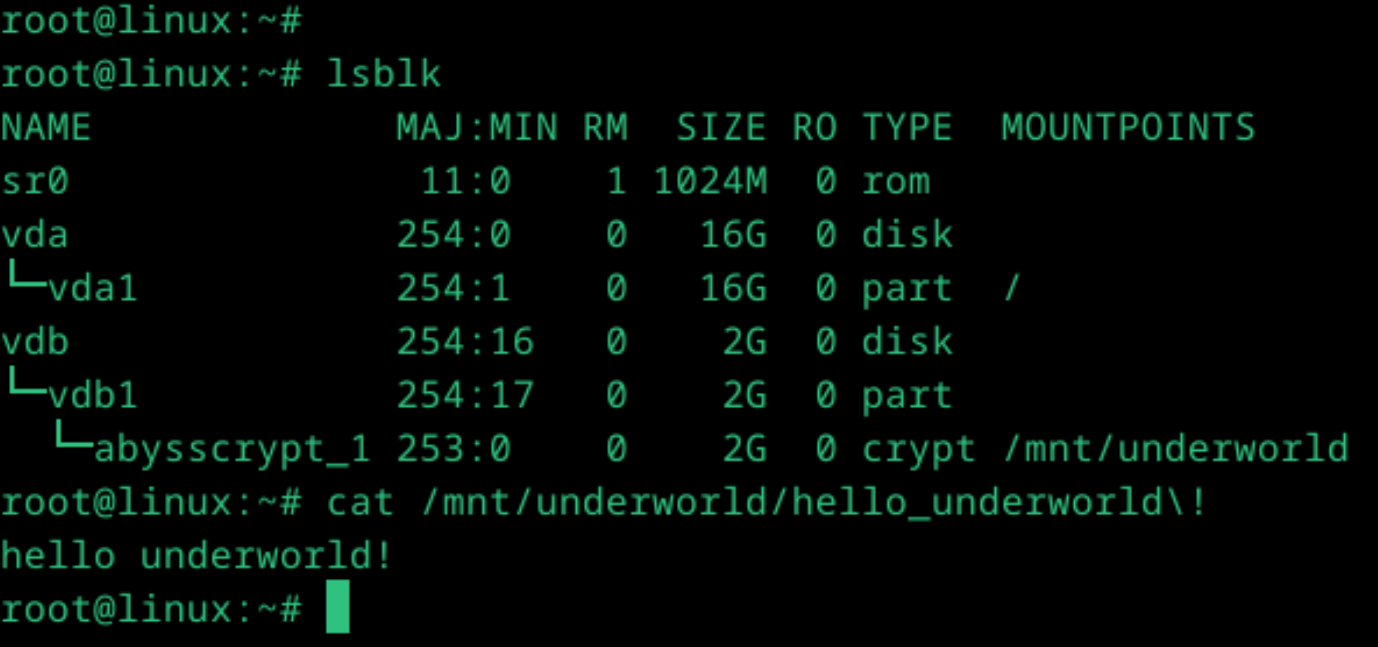 root@linux:~#
root@linux:~# lsblk
NAME             MAJ:MIN RM  SIZE RO TYPE  MOUNTPOINTS
sr0               11:0    1 1024M  0 rom
vda              254:0    0   16G  0 disk
└─vda1           254:1    0   16G  0 part  /
vdb              254:16   0    2G  0 disk
└─vdb1           254:17   0    2G  0 part
  └─abysscrypt_1 253:0    0    2G  0 crypt /mnt/underworld
root@linux:~# cat /mnt/underworld/hello_underworld\!
hello underworld!
root@linux:~#